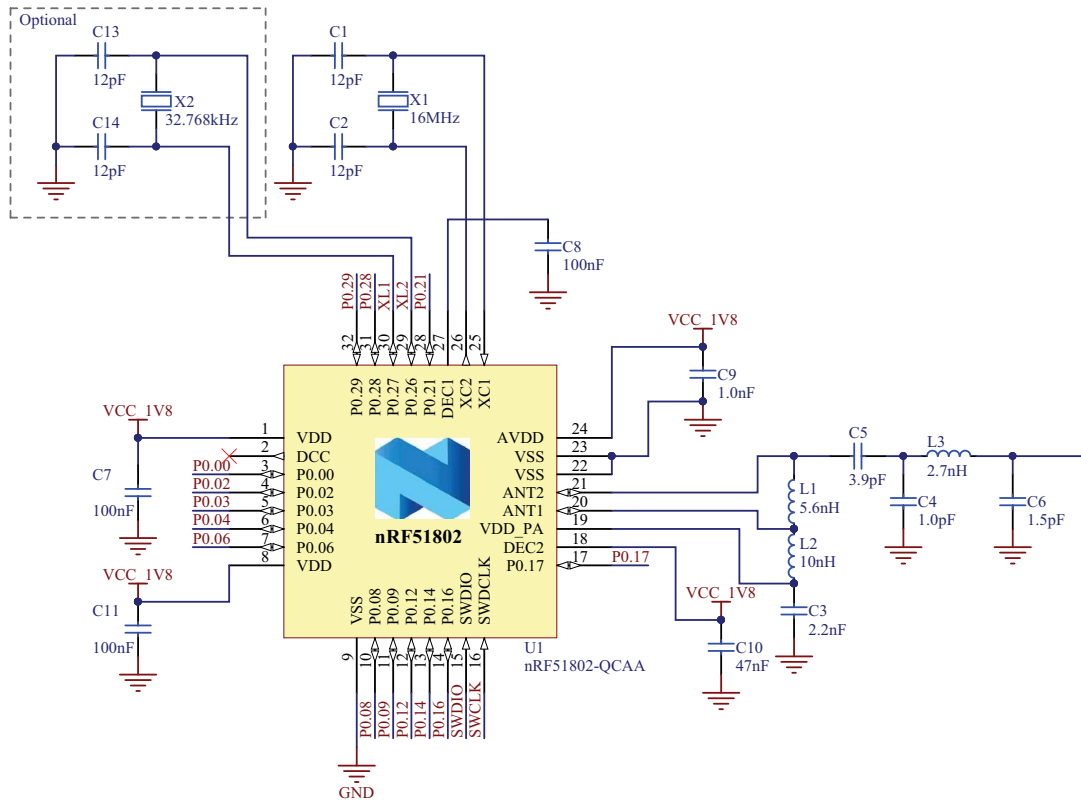 Optional
C13
12pF
X2
32.768kHz
C14
12pF
C1
12pF
X1
16MHz
C2
12pF
C8
100nF
P0.29
P0.28
XL1
XL2
P0.21
32
31
30
29
28
27
26
25
P0.29
P0.28
P0.27
P0.26
P0.21
DEC1
XC2
XC1
VCC_1V8
C7
100nF
VCC_1V8
C11
100nF
P0.00
P0.02
P0.03
P0.04
P0.06
1
2
3
4
5
6
7
8
VDD
DCC
P0.00
P0.02
P0.03
P0.04
P0.06
VDD
nRF51802
AVDD
VSS
VSS
ANT2
ANT1
VDD_PA
DEC2
P0.17
24
23
22
21
20
19
18
17
P0.17
VCC_1V8
C9
1.0nF
C5
3.9pF
L3
2.7nH
L1
5.6nH
C4
1.0pF
C6
1.5pF
L2
10nH
C3
2.2nF
VCC_1V8
C10
47nF
VSS
P0.08
P0.09
P0.12
P0.14
P0.16
SWDIO
SWDCLK
9
10
11
12
13
14
15
16
P0.08
P0.09
P0.12
P0.14
P0.16
SWDIO
SWCLK
U1
nRF51802-QCAA
GND